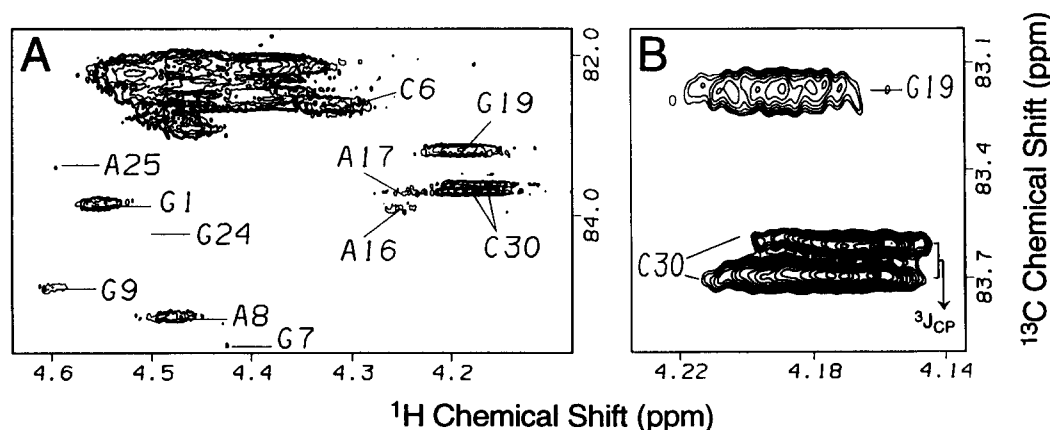 A
B
C6
G19
A17
A25
G1
G24
A16
C30
G9
A8
G7
82.0
84.0
4.6
4.5
4.4
4.3
4.2
G19
C30
³J_CP
83.1
83.4
83.7
4.22
4.18
4.14
¹H Chemical Shift (ppm)
¹³C Chemical Shift (ppm)